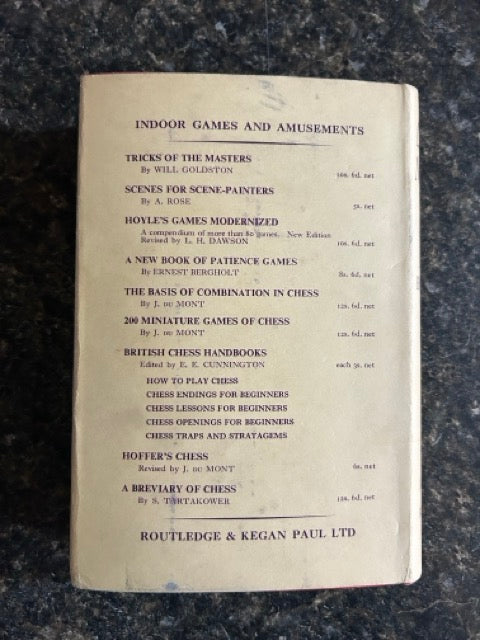 INDOOR GAMES AND AMUSEMENTS
TRICKS OF THE MASTERS
By WILL GOLDSTON
10s. 6d. net
SCENES FOR SCENE-PAINTERS
By A. ROSE
5s. net
HOYLE'S GAMES MODERNIZED
A compendium of more than 80 games. New Edition
Revised by L. H. DAWSON
10s. 6d. net
A NEW BOOK OF PATIENCE GAMES
By ERNEST BERGHOLT
8s. 6d. net
THE BASIS OF COMBINATION IN CHESS
By J. DU MONT
12s. 6d. net
200 MINIATURE GAMES OF CHESS
By J. DU MONT
12s. 6d. net
BRITISH CHESS HANDBOOKS
Edited by E. E. CUNNINGTON
each 5s. net
HOW TO PLAY CHESS
CHESS ENDINGS FOR BEGINNERS
CHESS LESSONS FOR BEGINNERS
CHESS OPENINGS FOR BEGINNERS
CHESS TRAPS AND STRATAGEMS
HOFFER'S CHESS
Revised by J. DU MONT
6s. net
A BREVIARY OF CHESS
By S. TARTAKOWER
12s. 6d. net
ROUTLEDGE & KEGAN PAUL LTD